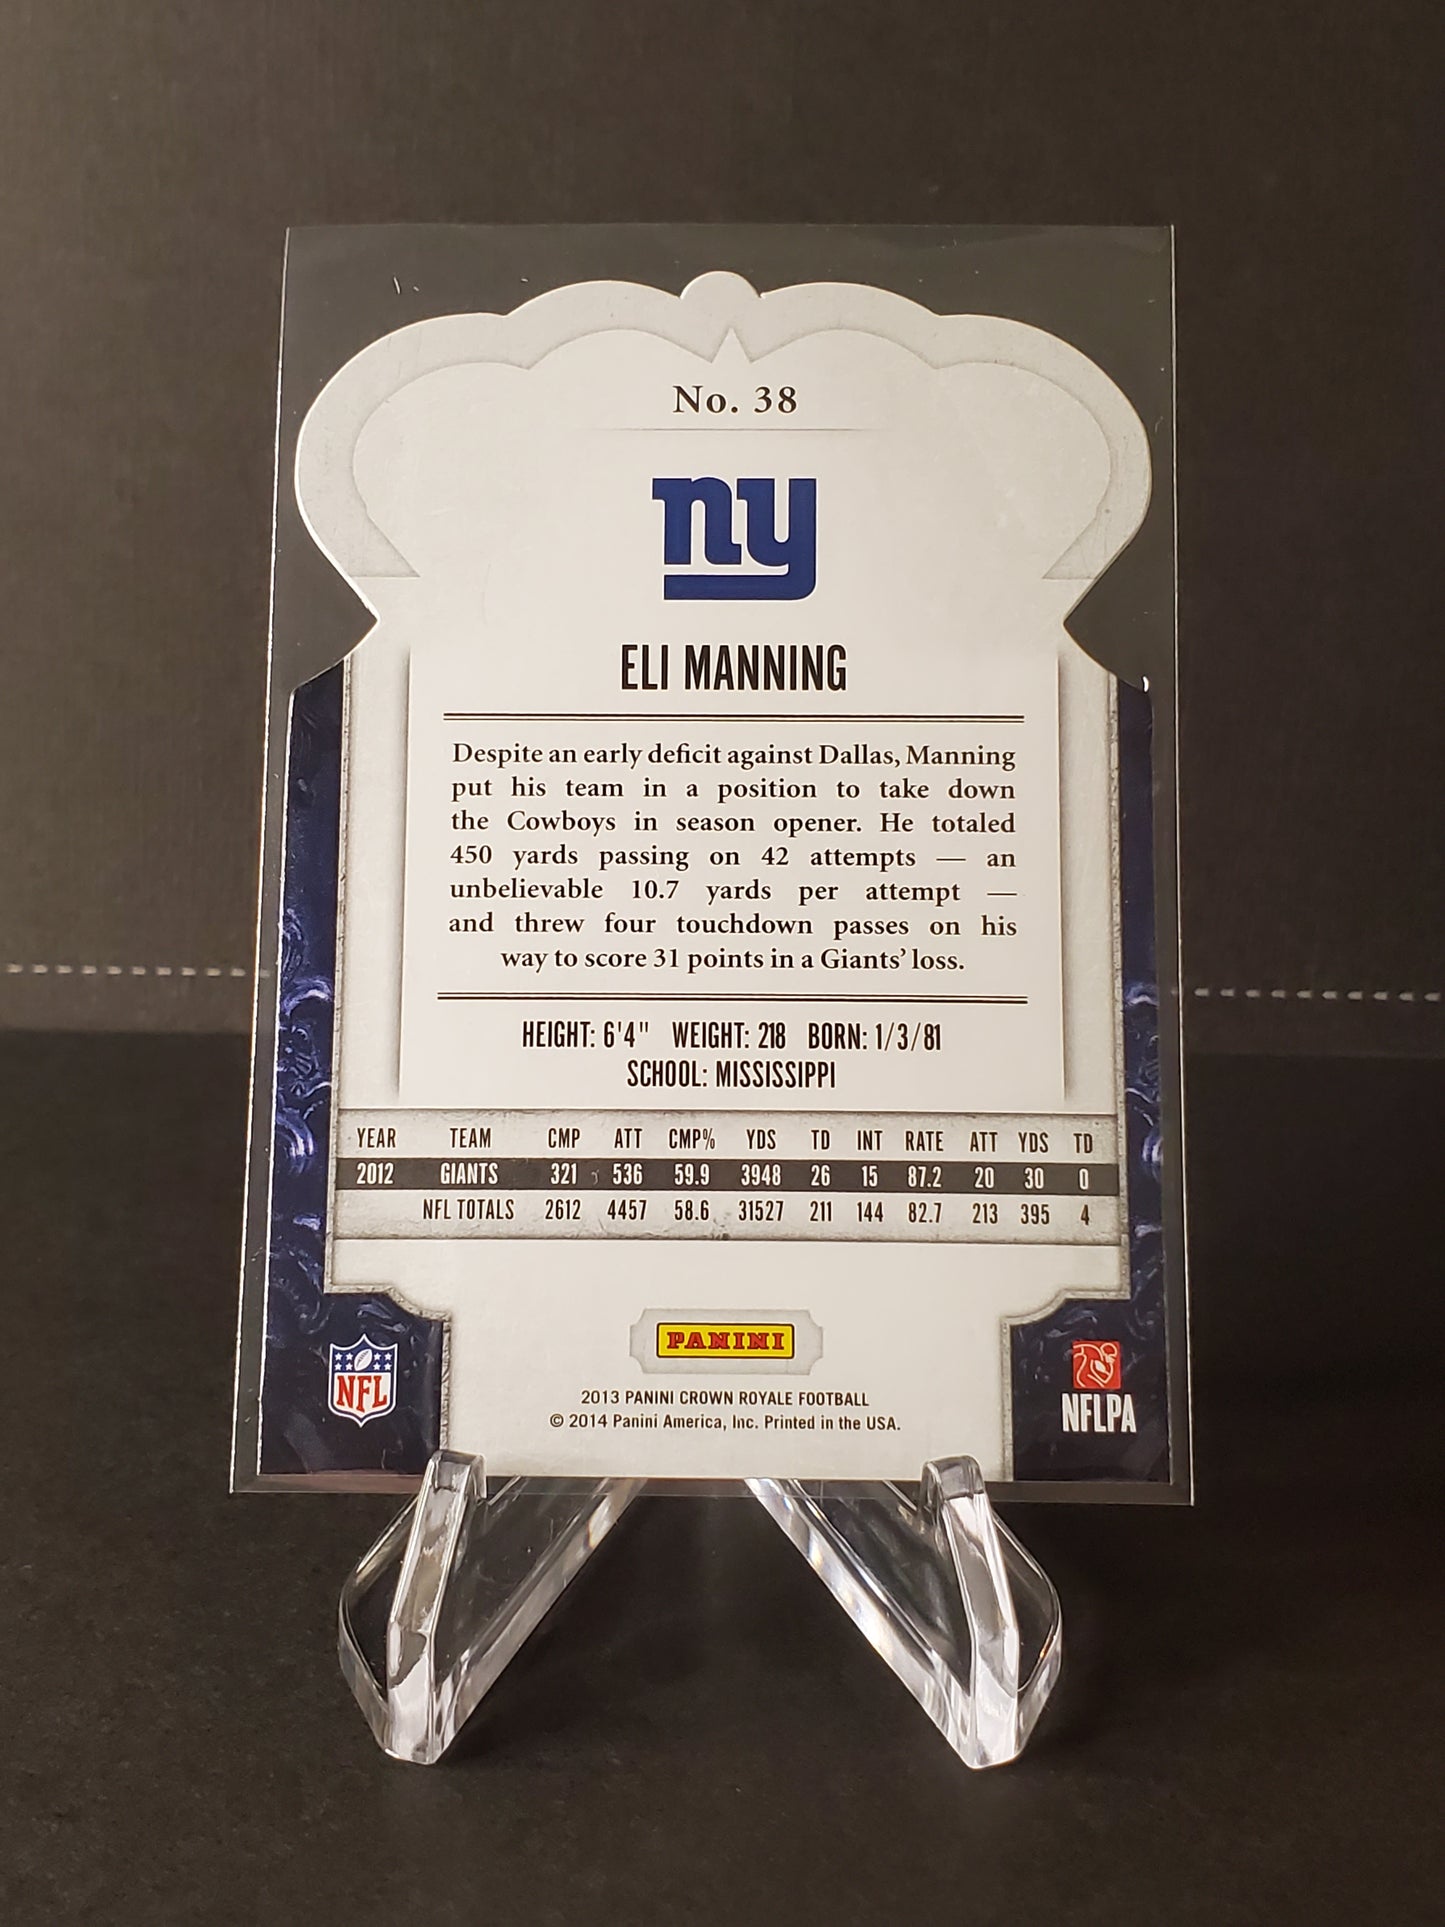 No. 38
ny
ELI MANNING
Despite an early deficit against Dallas, Manning
put his team in a position to take down
the Cowboys in season opener. He totaled
450 yards passing on 42 attempts — an
unbelievable 10.7 yards per attempt —
and threw four touchdown passes on his
way to score 31 points in a Giants' loss.
HEIGHT: 6'4" WEIGHT: 218 BORN: 1/3/81
SCHOOL: MISSISSIPPI
YEAR TEAM CMP ATT CMP% YDS TD INT RATE ATT YDS TD
2012 GIANTS 321 536 59.9 3948 26 15 87.2 20 30 0
NFL TOTALS 2612 4457 58.6 31527 211 144 82.7 213 395 4
PANINI
NFL
NFLPA
2013 PANINI CROWN ROYALE FOOTBALL
© 2014 Panini America, Inc. Printed in the USA.